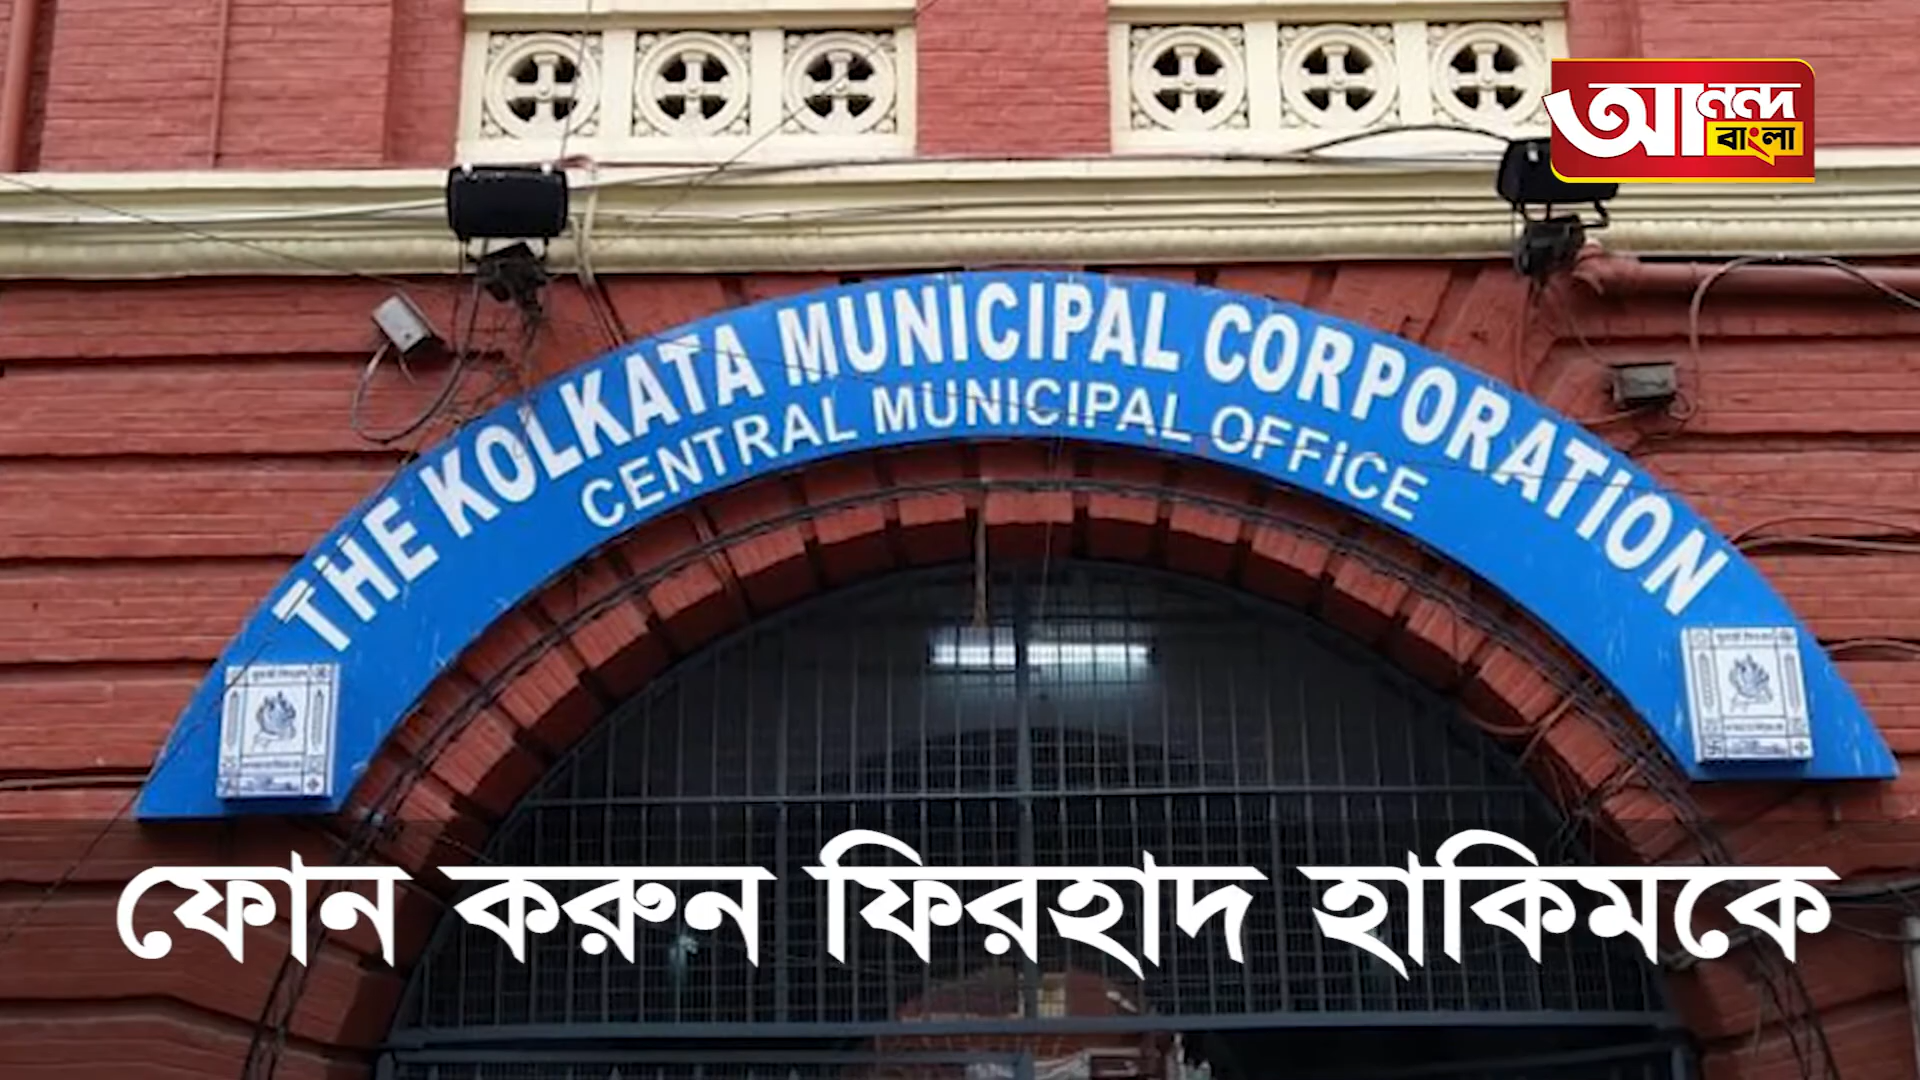 আনন্দ
বাংলা
THE KOLKATA MUNICIPAL CORPORATION
CENTRAL MUNICIPAL OFFICE
ফোন করুন ফিরহাদ হাকিমকে